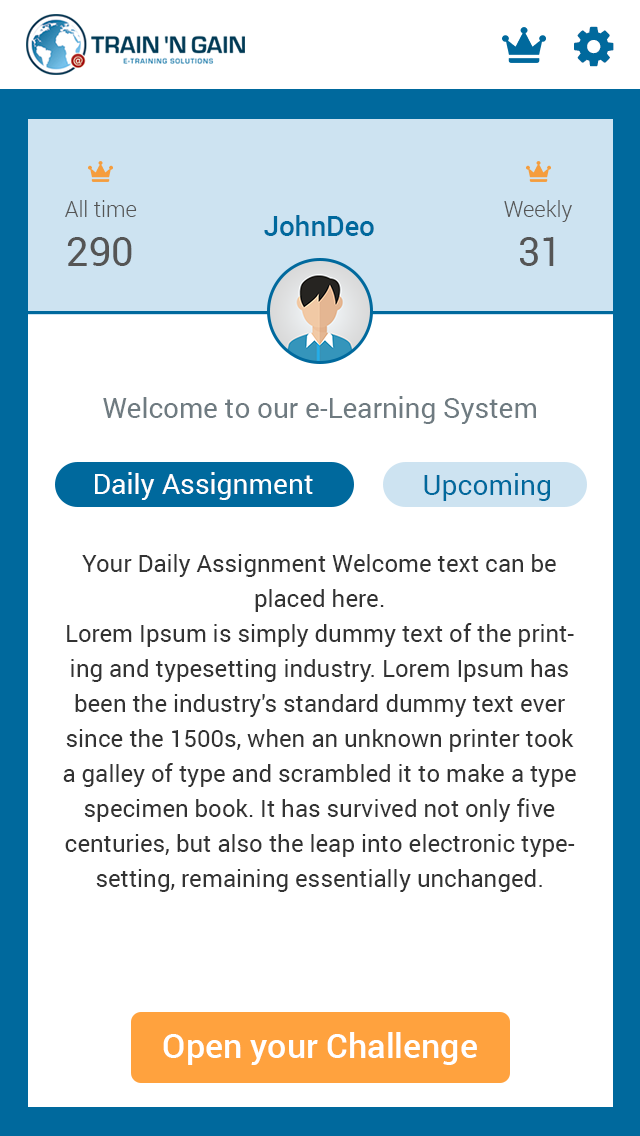 TRAIN 'N GAIN
@
E-TRAINING SOLUTIONS
All time
290
Weekly
31
JohnDeo
Welcome to our e-Learning System
Daily Assignment
Upcoming
Your Daily Assignment Welcome text can be
placed here.
Lorem Ipsum is simply dummy text of the print-
ing and typesetting industry. Lorem Ipsum has
been the industry's standard dummy text ever
since the 1500s, when an unknown printer took
a galley of type and scrambled it to make a type
specimen book. It has survived not only five
centuries, but also the leap into electronic type-
setting, remaining essentially unchanged.
Open your Challenge